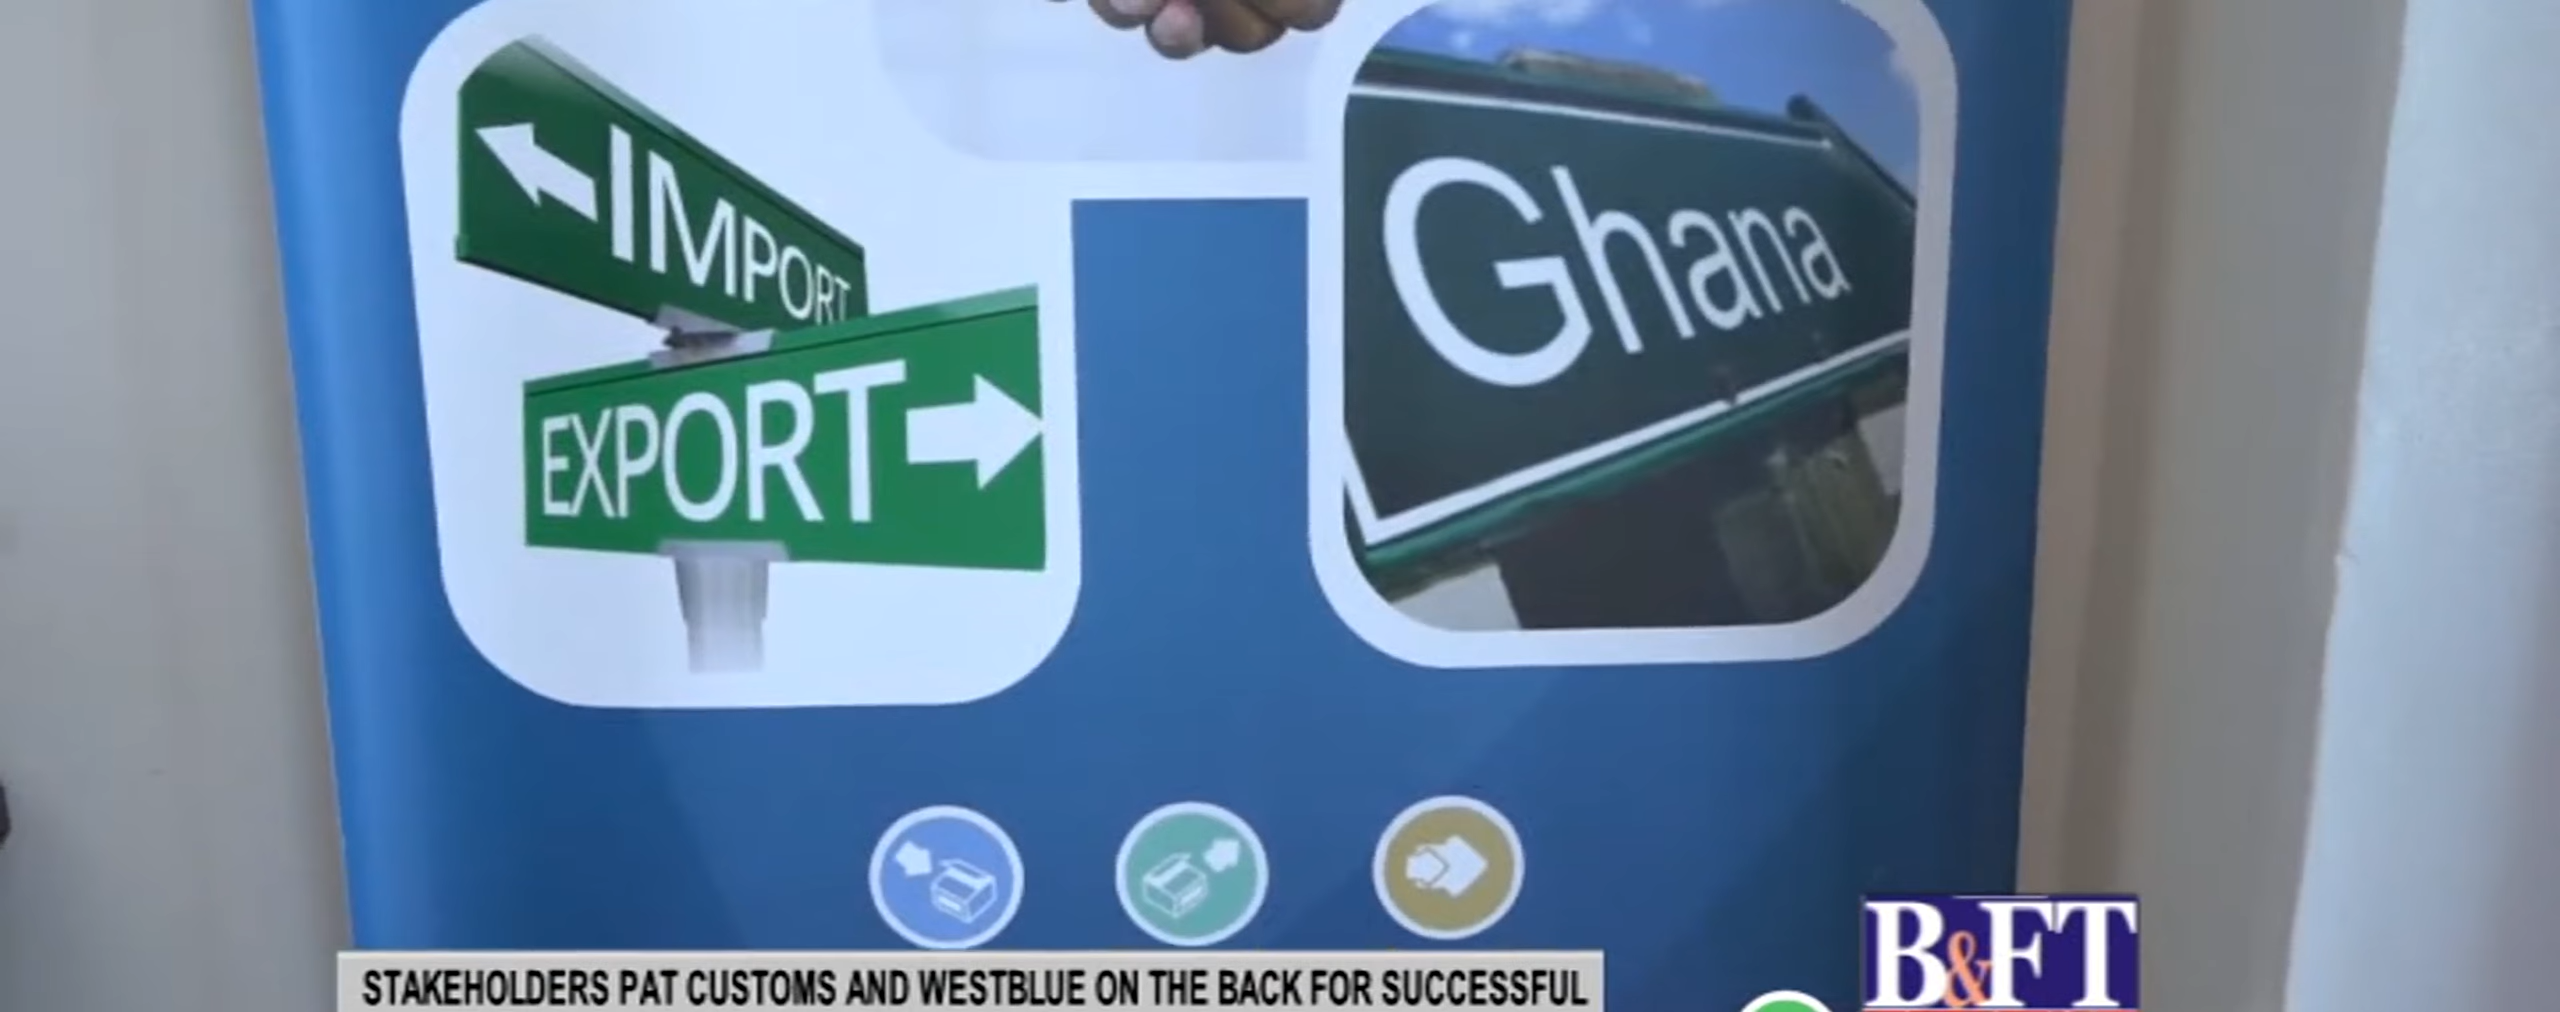 IMPORT
EXPORT
Ghana
STAKEHOLDERS PAT CUSTOMS AND WESTBLUE ON THE BACK FOR SUCCESSFUL
B&FT